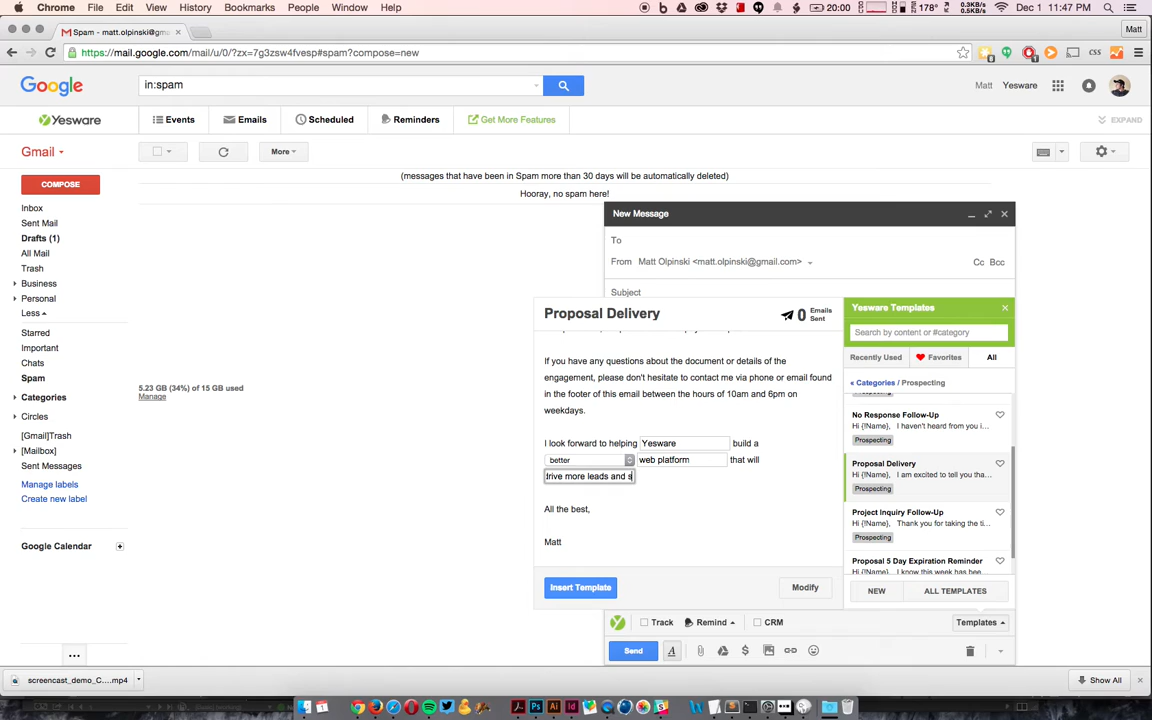 Chrome File Edit View History Bookmarks People Window Help
20:00 178° 0.3KB/s 0.5KB/s Dec 1 11:47 PM
Spam - matt.olpinski@gm
Matt
https://mail.google.com/mail/u/0/?zx=7g3zsw4fvesp#spam?compose=new
CSS
Google
in:spam
Matt Yesware
Yesware
Events
Emails
Scheduled
Reminders
Get More Features
EXPAND
Gmail
More
(messages that have been in Spam more than 30 days will be automatically deleted)
Hooray, no spam here!
COMPOSE
Inbox
Sent Mail
Drafts (1)
All Mail
Trash
Business
Personal
Less
Starred
Important
Chats
Spam
Categories
Circles
[Gmail]Trash
[Mailbox]
Sent Messages
Manage labels
Create new label
Google Calendar
5.23 GB (34%) of 15 GB used
Manage
New Message
To
From Matt Olpinski <matt.olpinski@gmail.com>
Cc Bcc
Subject
Proposal Delivery
0 Emails Sent
If you have any questions about the document or details of the
engagement, please don't hesitate to contact me via phone or email found
in the footer of this email between the hours of 10am and 6pm on
weekdays.
I look forward to helping Yesware build a
better web platform that will
drive more leads and s
All the best,
Matt
Insert Template
Modify
Yesware Templates
Search by content or #category
Recently Used
Favorites
All
« Categories / Prospecting
Prospecting
No Response Follow-Up
Hi {!Name}, I haven't heard from you i...
Prospecting
Proposal Delivery
Hi {!Name}, I am excited to tell you tha...
Prospecting
Project Inquiry Follow-Up
Hi {!Name}, Thank you for taking the ti...
Prospecting
Proposal 5 Day Expiration Reminder
Hi {!Name}, I know this week has bee...
NEW
ALL TEMPLATES
Track
Remind
CRM
Templates
Send
screencast_demo_C....mp4
Show All